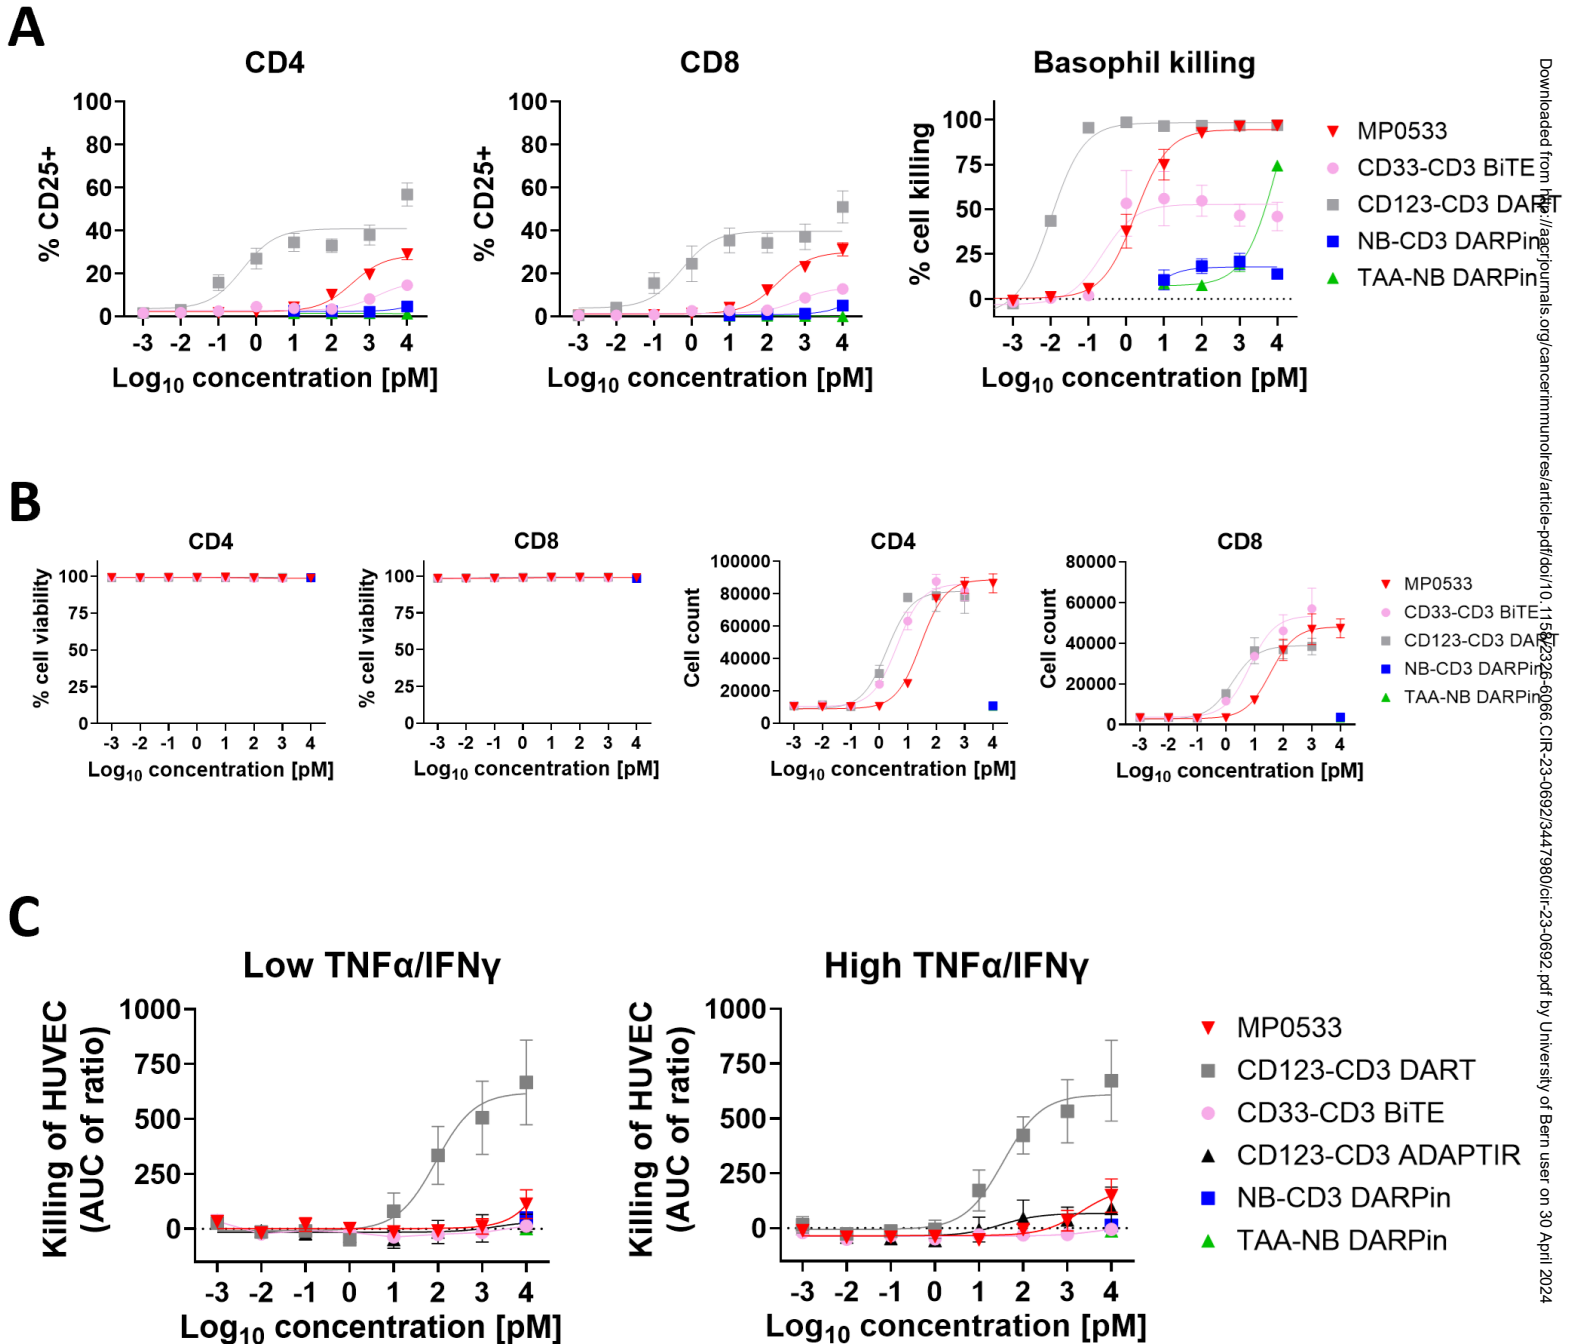 A
CD4
% CD25+
100
80
60
40
20
0
-3 -2 -1 0 1 2 3 4
Log10 concentration [pM]
CD8
% CD25+
100
80
60
40
20
0
-3 -2 -1 0 1 2 3 4
Log10 concentration [pM]
Basophil killing
% cell killing
100
75
50
25
0
-3 -2 -1 0 1 2 3 4
Log10 concentration [pM]
MP0533
CD33-CD3 BiTE
CD123-CD3 DART
NB-CD3 DARPin
TAA-NB DARPin
B
CD4
% cell viability
100
75
50
25
0
-3 -2 -1 0 1 2 3 4
Log10 concentration [pM]
CD8
% cell viability
100
75
50
25
0
-3 -2 -1 0 1 2 3 4
Log10 concentration [pM]
CD4
Cell count
100000
80000
60000
40000
20000
0
-3 -2 -1 0 1 2 3 4
Log10 concentration [pM]
CD8
Cell count
80000
60000
40000
20000
0
-3 -2 -1 0 1 2 3 4
Log10 concentration [pM]
MP0533
CD33-CD3 BiTE
CD123-CD3 DART
NB-CD3 DARPin
TAA-NB DARPin
C
Low TNFα/IFNγ
Killing of HUVEC
(AUC of ratio)
1000
750
500
250
0
-3 -2 -1 0 1 2 3 4
Log10 concentration [pM]
High TNFα/IFNγ
Killing of HUVEC
(AUC of ratio)
1000
750
500
250
0
-3 -2 -1 0 1 2 3 4
Log10 concentration [pM]
MP0533
CD123-CD3 DART
CD33-CD3 BiTE
CD123-CD3 ADAPTIR
NB-CD3 DARPin
TAA-NB DARPin
Downloaded from http://aacrjournals.org/cancerimmunolres/article-pdf/doi/10.1158/2326-6066.CIR-23-0692/3447980/cir-23-0692.pdf by University of Bern user on 30 April 2024